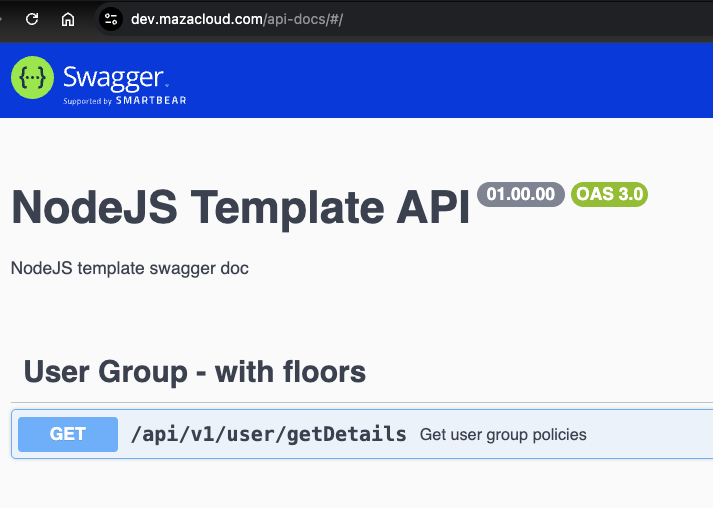 dev.mazacloud.com/api-docs/#/
{···} Swagger.
Supported by SMARTBEAR
NodeJS Template API 01.00.00 OAS 3.0
NodeJS template swagger doc
User Group - with floors
GET /api/v1/user/getDetails Get user group policies